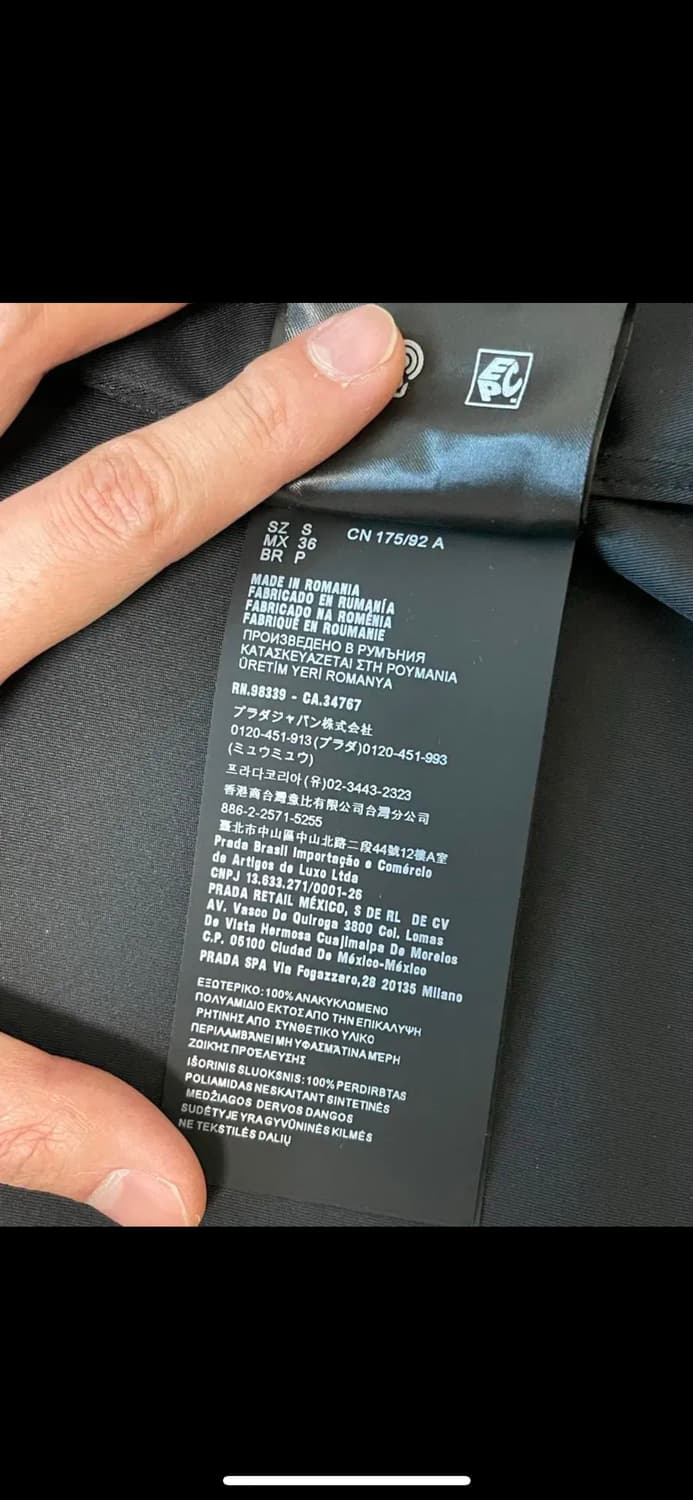 EPC
SZ S CN 175/92 A
MX 36
BR P
MADE IN ROMANIA
FABRICADO EN RUMANÍA
FABRICADO NA ROMÊNIA
FABRIQUÉ EN ROUMANIE
ПРОИЗВЕДЕНО В РУМЪНИЯ
ΚΑΤΑΣΚΕΥΑΖΕΤΑΙ ΣΤΗ ΡΟΥΜΑΝΙΑ
ÜRETİM YERİ ROMANYA
RN.98339 - CA.34767
プラダジャパン株式会社
0120-451-913(プラダ)0120-451-993
(ミュウミュウ)
프라다코리아(유)02-3443-2323
香港商台灣壹比有限公司台灣分公司
886-2-2571-5255
臺北市中山區中山北路二段44號12樓A室
Prada Brasil Importação e Comércio
de Artigos de Luxo Ltda
CNPJ 13.633.271/0001-26
PRADA RETAIL MÉXICO, S DE RL DE CV
AV. Vasco De Quiroga 3800 Col. Lomas
De Vista Hermosa Cuajimalpa De Morelos
C.P. 05100 Ciudad De México-México
PRADA SPA Via Fogazzaro,28 20135 Milano
ΕΞΩΤΕΡΙΚΟ:100% ΑΝΑΚΥΚΛΩΜΕΝΟ
ΠΟΛΥΑΜΙΔΙΟ ΕΚΤΟΣ ΑΠΟ ΤΗΝ ΕΠΙΚΑΛΥΨΗ
ΡΗΤΙΝΗΣ ΑΠΟ ΣΥΝΘΕΤΙΚΟ ΥΛΙΚΟ
ΠΕΡΙΛΑΜΒΑΝΕΙ ΜΗ ΥΦΑΣΜΑΤΙΝΑ ΜΕΡΗ
ΖΩΙΚΗΣ ΠΡΟΕΛΕΥΣΗΣ
IŠORINIS SLUOKSNIS:100% PERDIRBTAS
POLIAMIDAS NESKAITANT SINTETINĖS
MEDŽIAGOS DERVOS DANGOS
SUDĖTYJE YRA GYVŪNINĖS KILMĖS
NE TEKSTILĖS DALIŲ